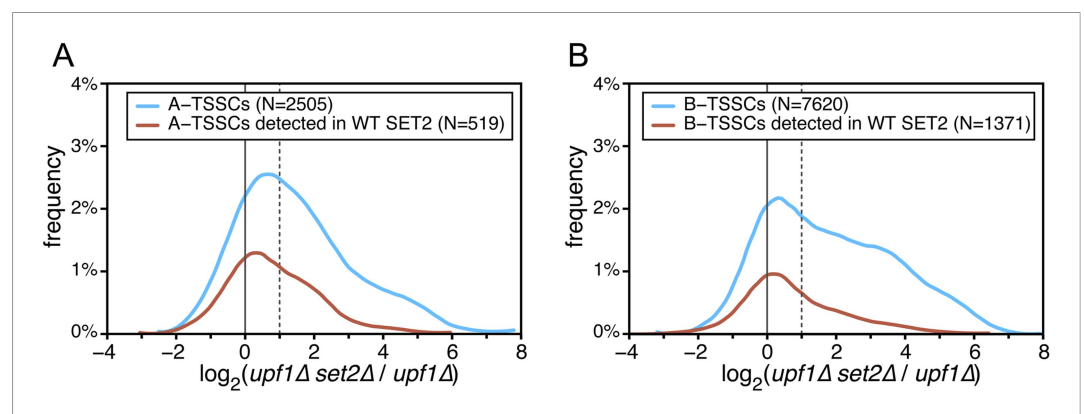 A
4%
3%
2%
1%
0%
frequency
A–TSSCs (N=2505)
A–TSSCs detected in WT SET2 (N=519)
−4 −2 0 2 4 6 8
log2(upf1Δ set2Δ / upf1Δ)
B
4%
3%
2%
1%
0%
frequency
B–TSSCs (N=7620)
B–TSSCs detected in WT SET2 (N=1371)
−4 −2 0 2 4 6 8
log2(upf1Δ set2Δ / upf1Δ)